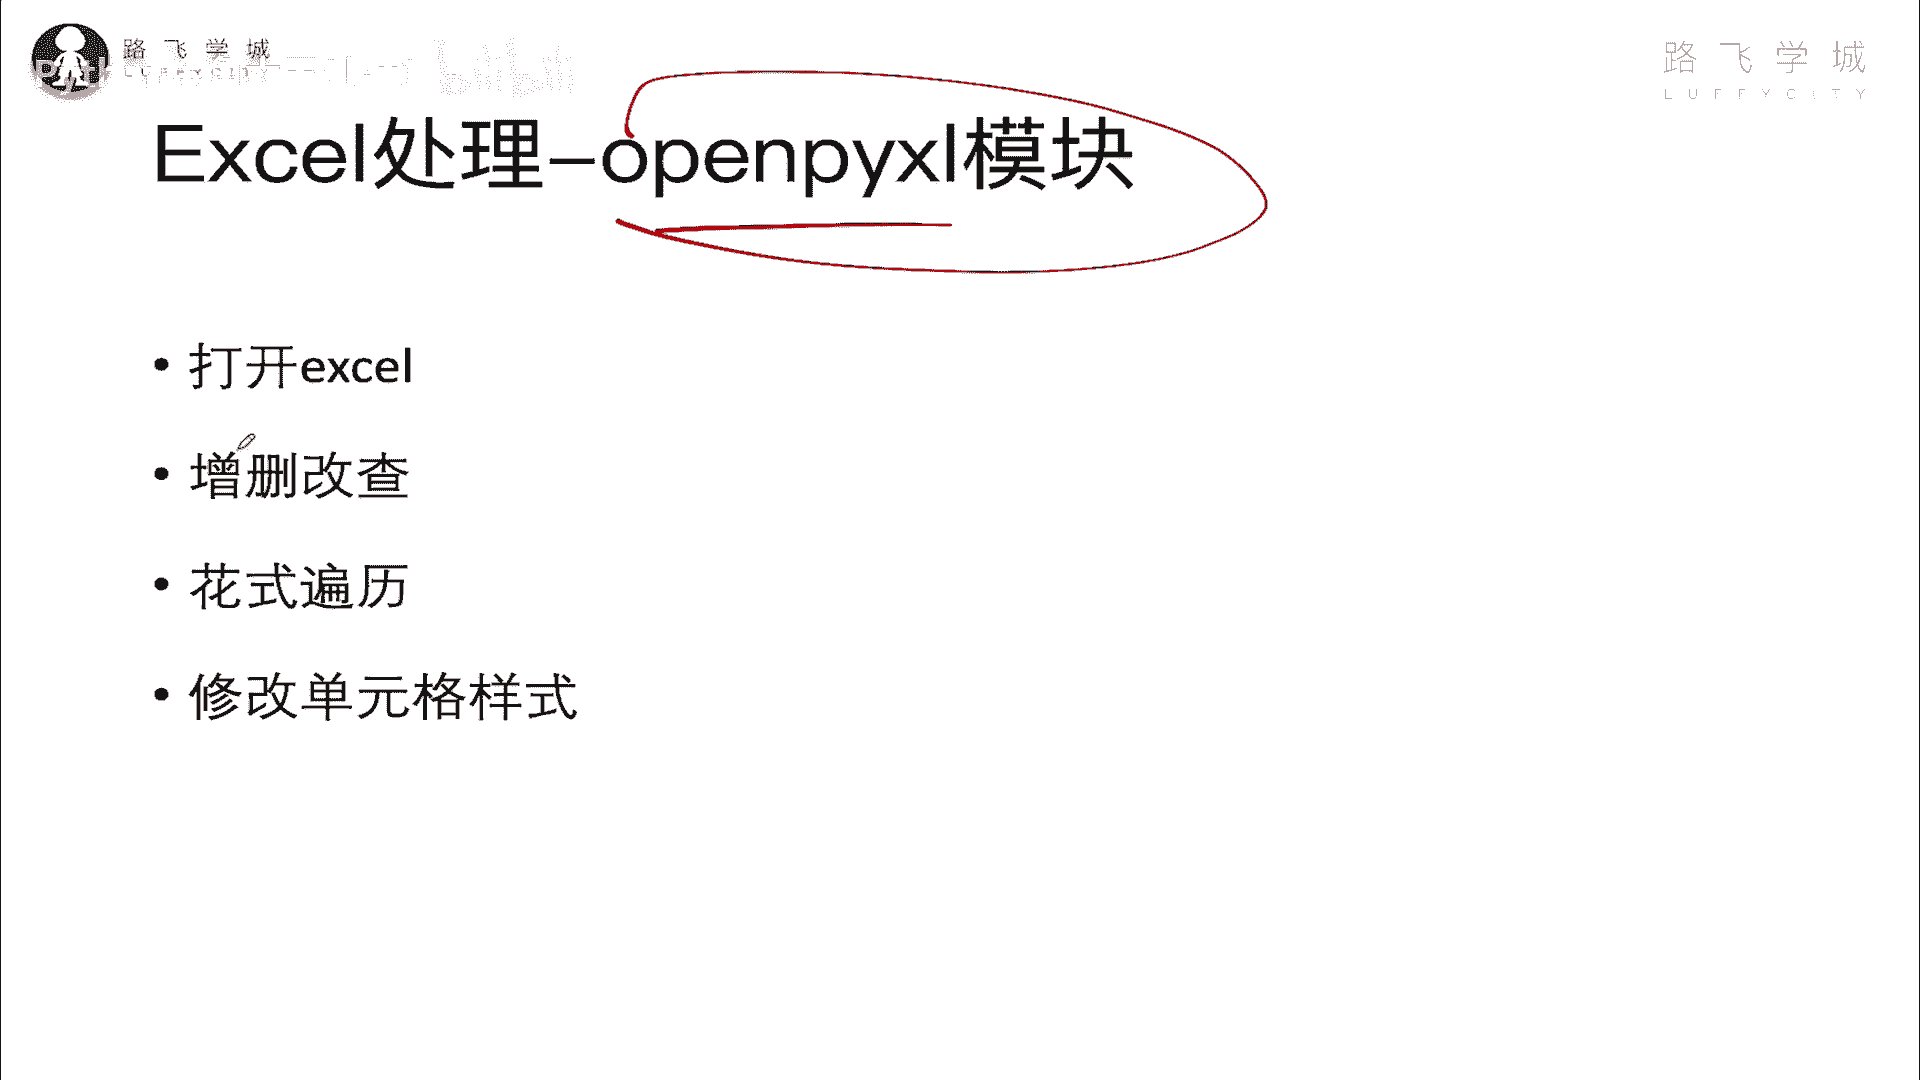 路飞学城
路飞学城
LUFFYCITY
Excel处理–openpyxl模块
• 打开excel
• 增删改查
• 花式遍历
• 修改单元格样式